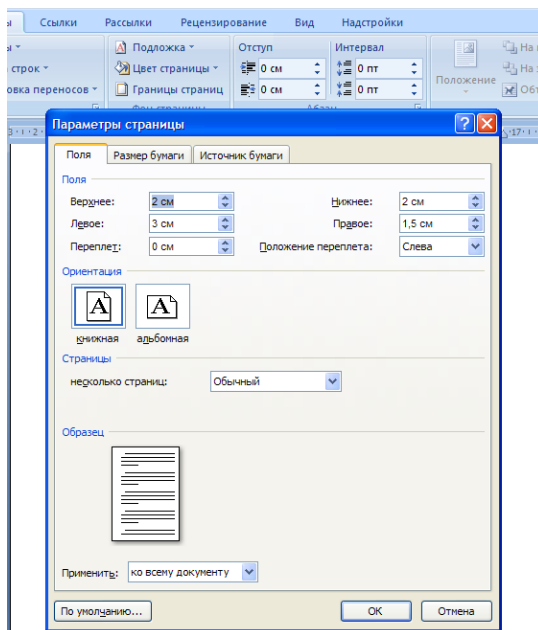 Ссылки Рассылки Рецензирование Вид Надстройки
Подложка Отступ Интервал На
строк Цвет страницы 0 см 0 пт На
переносов Границы страниц 0 см 0 пт Положение
Параметры страницы
Поля Размер бумаги Источник бумаги
Поля
Верхнее: 2 см Нижнее: 2 см
Левое: 3 см Правое: 1,5 см
Переплет: 0 см Положение переплета: Слева
Ориентация
A A
книжная альбомная
Страницы
несколько страниц: Обычный
Образец
Применить: ко всему документу
По умолчанию... ОК Отмена